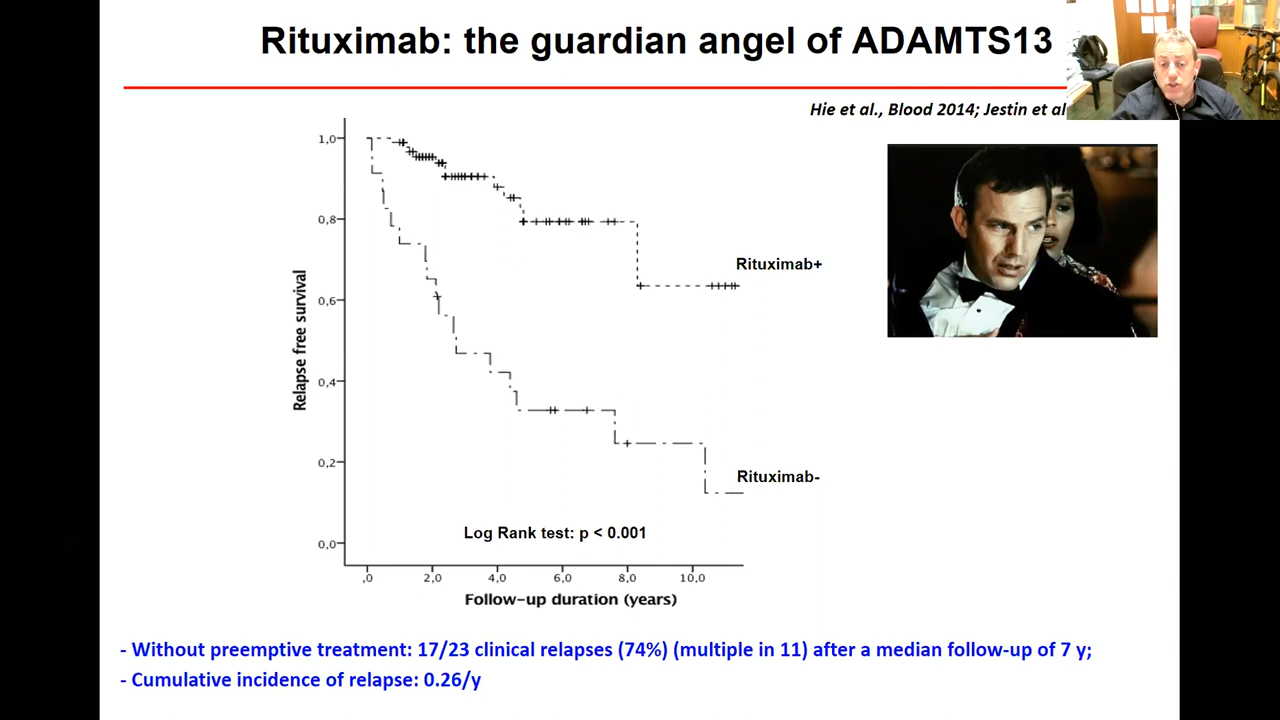 Rituximab: the guardian angel of ADAMTS13
Hie et al., Blood 2014; Jestin et al
1,0
0,8
0,6
0,4
0,2
0,0
Relapse free survival
Rituximab+
Rituximab-
Log Rank test: p < 0.001
,0 2,0 4,0 6,0 8,0 10,0
Follow-up duration (years)
- Without preemptive treatment: 17/23 clinical relapses (74%) (multiple in 11) after a median follow-up of 7 y;
- Cumulative incidence of relapse: 0.26/y